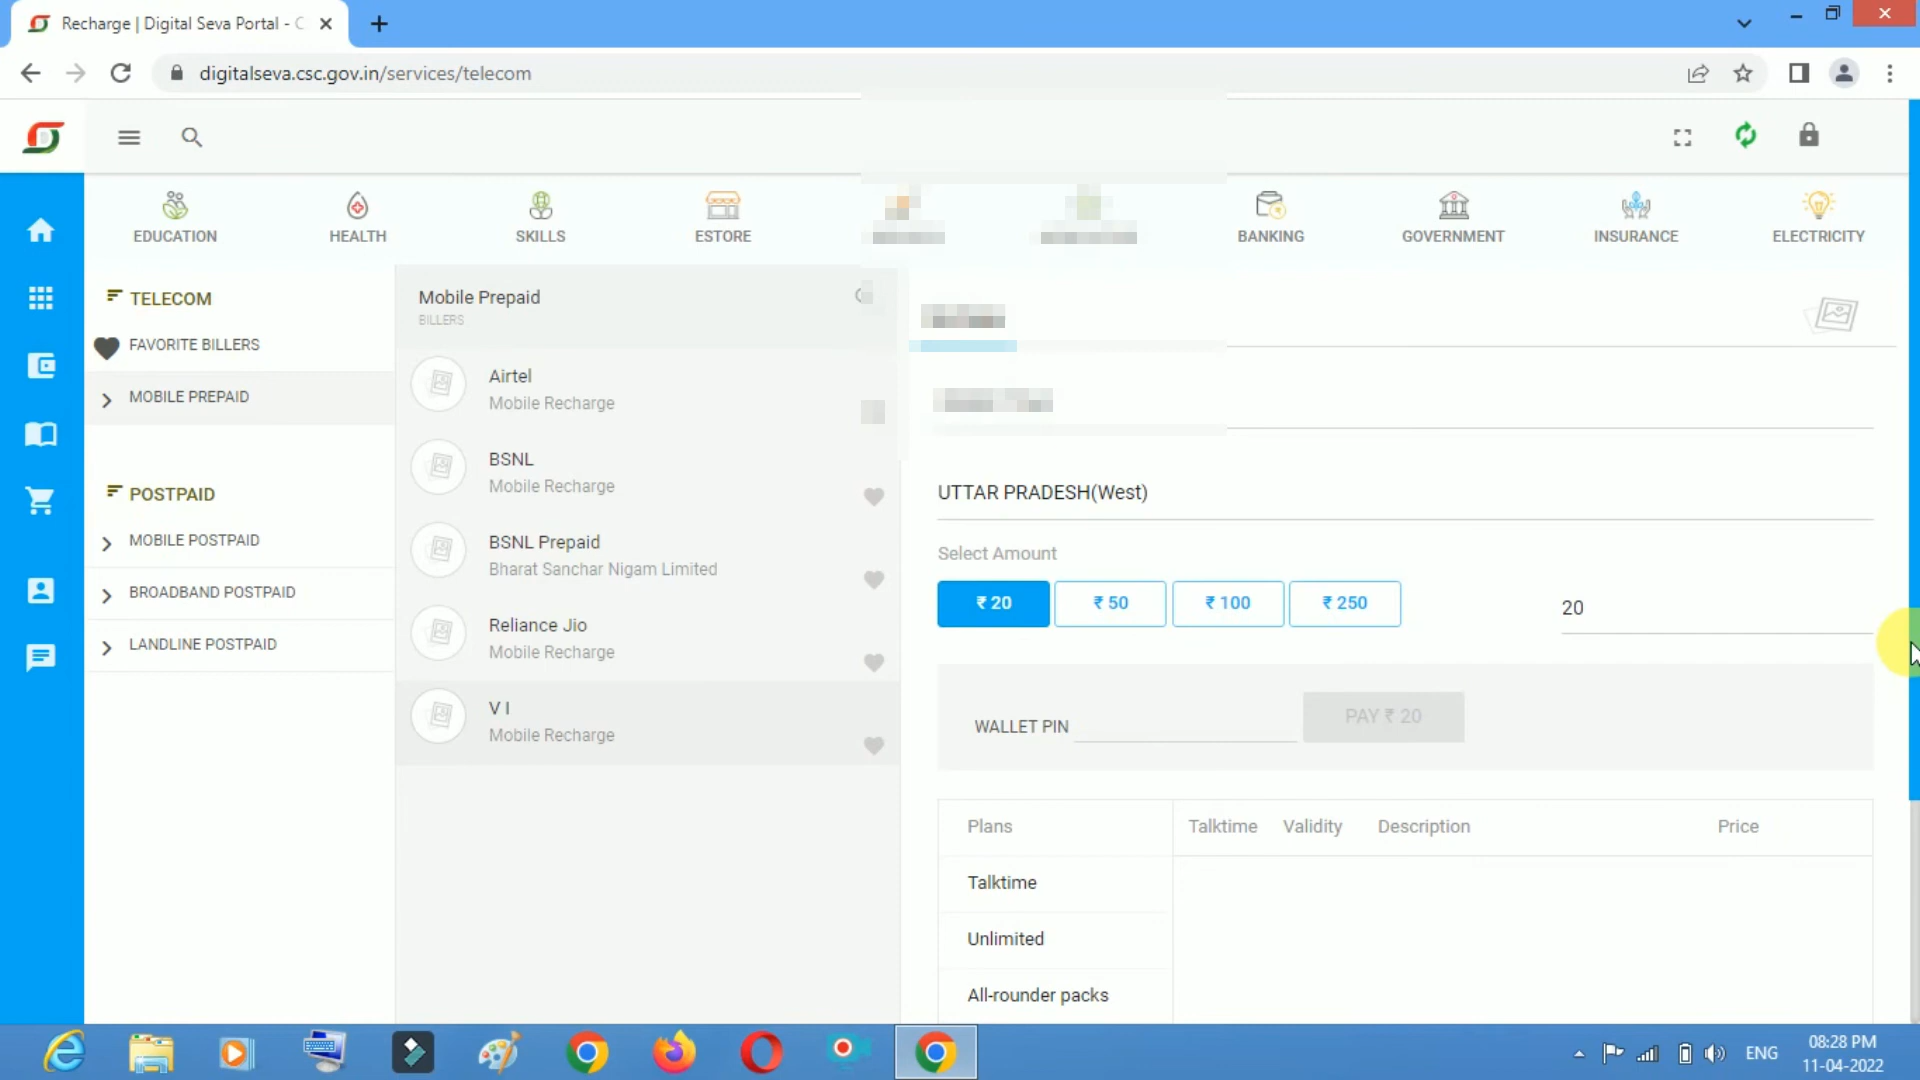 Recharge | Digital Seva Portal - C
digitalseva.csc.gov.in/services/telecom
EDUCATION
HEALTH
SKILLS
ESTORE
BANKING
GOVERNMENT
INSURANCE
ELECTRICITY
TELECOM
FAVORITE BILLERS
MOBILE PREPAID
POSTPAID
MOBILE POSTPAID
BROADBAND POSTPAID
LANDLINE POSTPAID
Mobile Prepaid
BILLERS
Airtel
Mobile Recharge
BSNL
Mobile Recharge
BSNL Prepaid
Bharat Sanchar Nigam Limited
Reliance Jio
Mobile Recharge
V I
Mobile Recharge
UTTAR PRADESH(West)
Select Amount
₹ 20
₹ 50
₹ 100
₹ 250
20
WALLET PIN
PAY ₹ 20
Plans
Talktime
Validity
Description
Price
Talktime
Unlimited
All-rounder packs
ENG
08:28 PM
11-04-2022